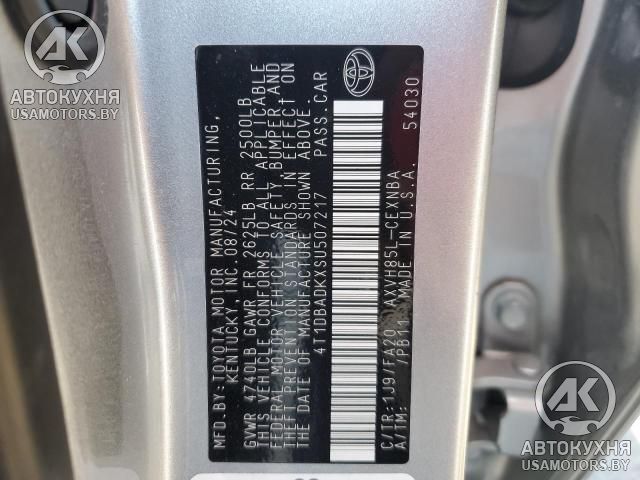 MFD.BY:TOYOTA MOTOR MANUFACTURING,
KENTUCKY, INC. 08/24
GVWR 4740LB GAWR FR 2625LB RR 2500LB
THIS VEHICLE CONFORMS TO ALL APPLICABLE
FEDERAL MOTOR VEHICLE SAFETY, BUMPER, AND
THEFT PREVENTION STANDARDS IN EFFECT ON
THE DATE OF MANUFACTURE SHOWN ABOVE.
4T1DBADKXSU507217 PASS.CAR
C/TR:1J9/FA20 AXVH85L-CEXNBA
A/TM: /PB11 MADE IN U.S.A.
54030
АВТОКУХНЯ
USAMOTORS.BY
АВТОКУХНЯ
USAMOTORS.BY
АВТОКУХНЯ
USAMOTORS.BY